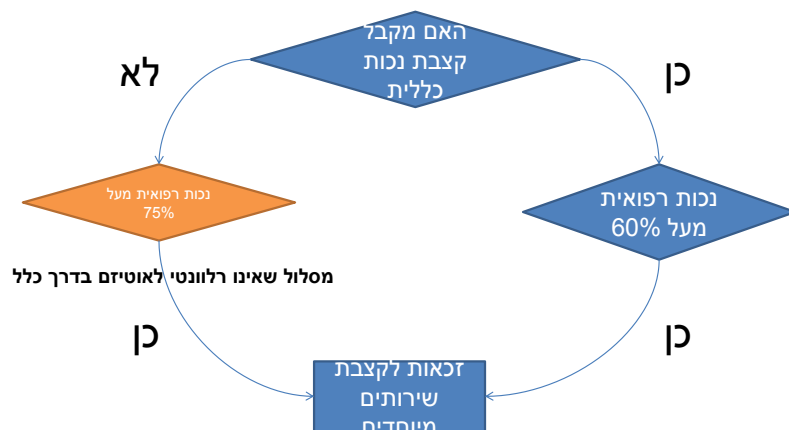 האם מקבל
קצבת נכות
כללית
כן
לא
נכות רפואית
מעל 60%
נכות רפואית מעל
75%
מסלול שאינו רלוונטי לאוטיזם בדרך כלל
כן
כן
זכאות לקצבת
שירותים
מיוחדים